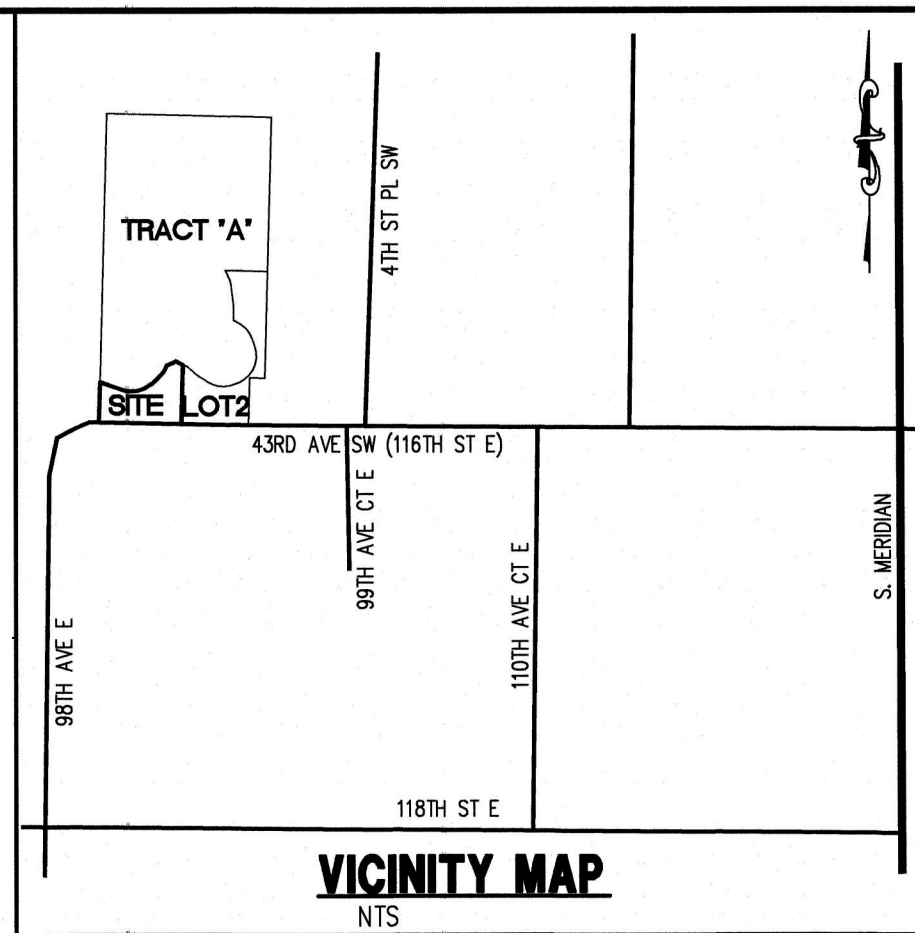 TRACT "A"
4TH ST PL SW
SITE
LOT2
43RD AVE SW (116TH ST E)
99TH AVE CT E
110TH AVE CT E
S. MERIDIAN
98TH AVE E
118TH ST E
VICINITY MAP
NTS